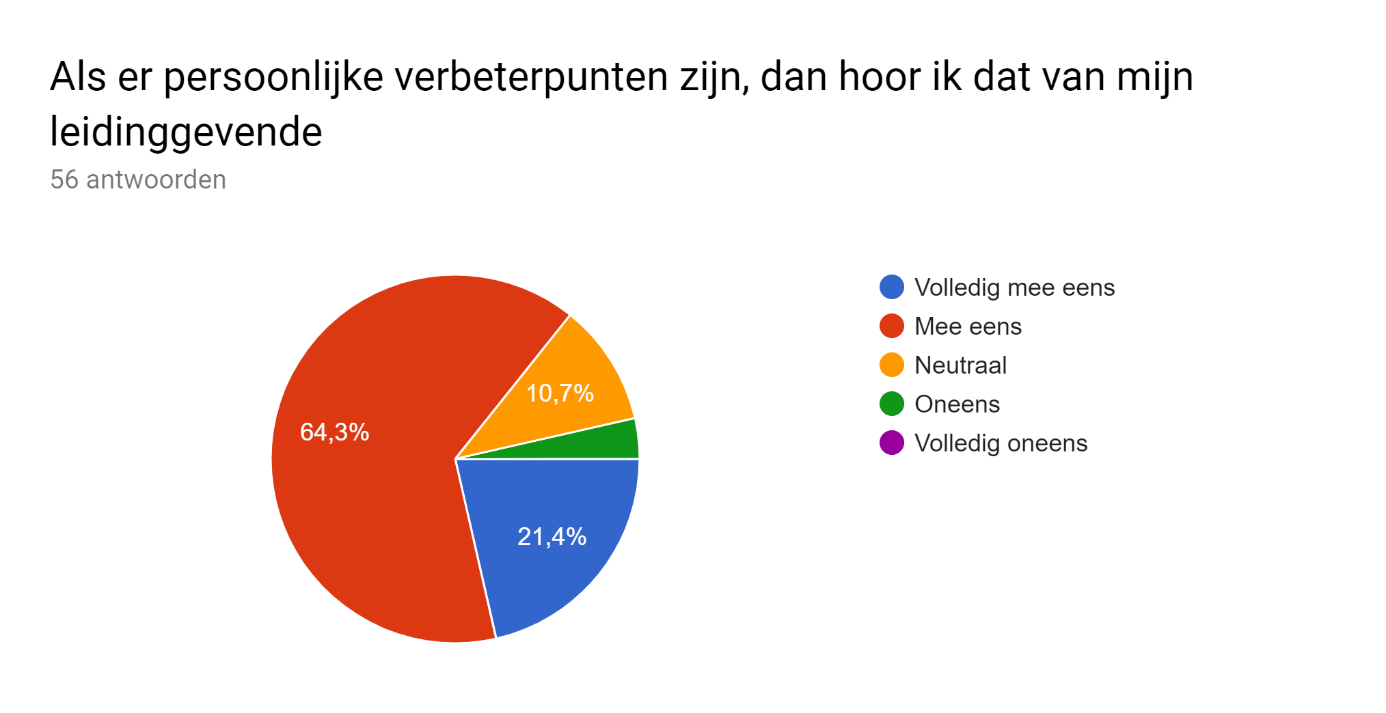 Als er persoonlijke verbeterpunten zijn, dan hoor ik dat van mijn
leidinggevende
56 antwoorden
Volledig mee eens
Mee eens
Neutraal
Oneens
Volledig oneens
10,7%
64,3%
21,4%